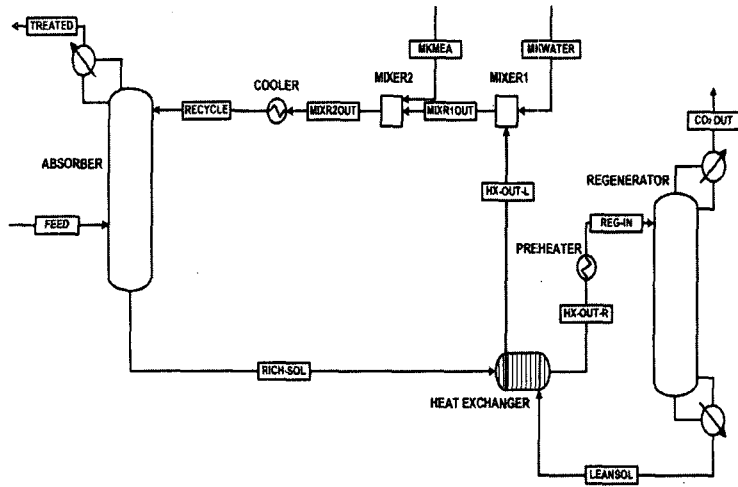 TREATED
MKMEA
MKWATER
MIXER2
MIXER1
COOLER
RECYCLE
MIXR2OUT
MIXR1OUT
CO₂ OUT
ABSORBER
REGENERATOR
HX-OUT-L
REG-IN
FEED
PREHEATER
HX-OUT-R
RICH-SOL
HEAT EXCHANGER
LEANSOL